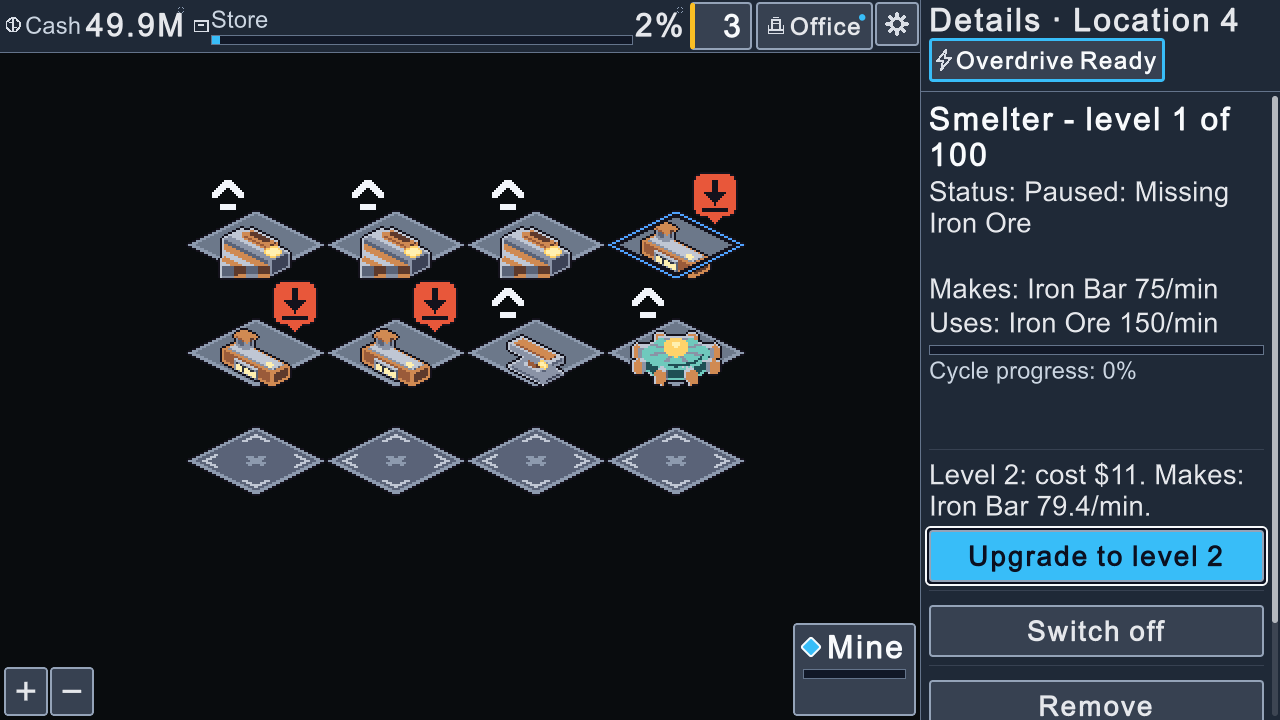 Cash 49.9M
Store
2%
3
Office
Details · Location 4
Overdrive Ready
Smelter - level 1 of
100
Status: Paused: Missing
Iron Ore
Makes: Iron Bar 75/min
Uses: Iron Ore 150/min
Cycle progress: 0%
Level 2: cost $11. Makes:
Iron Bar 79.4/min.
Upgrade to level 2
Switch off
Remove
Mine
+
−